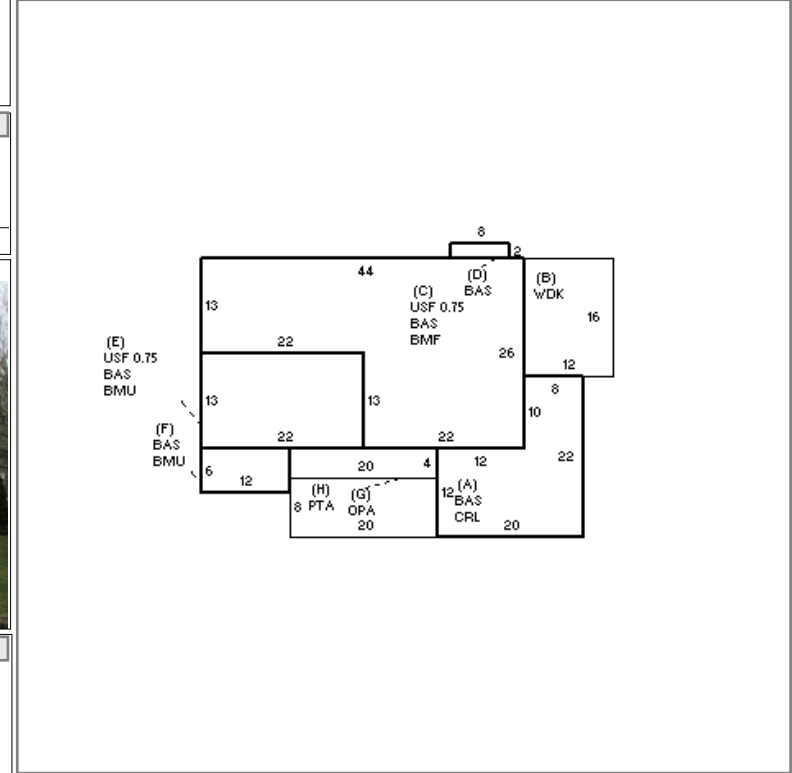 8
2
44
(D)
BAS
(B)
WDK
(C)
USF 0.75
BAS
BMF
13
16
22
(E)
USF 0.75
BAS
BMU
26
12
8
13
13
10
(F)
BAS
BMU
22
22
22
6
12
20
4
12
12
(A)
BAS
CRL
(H)
PTA
(G)
OPA
8
20
20